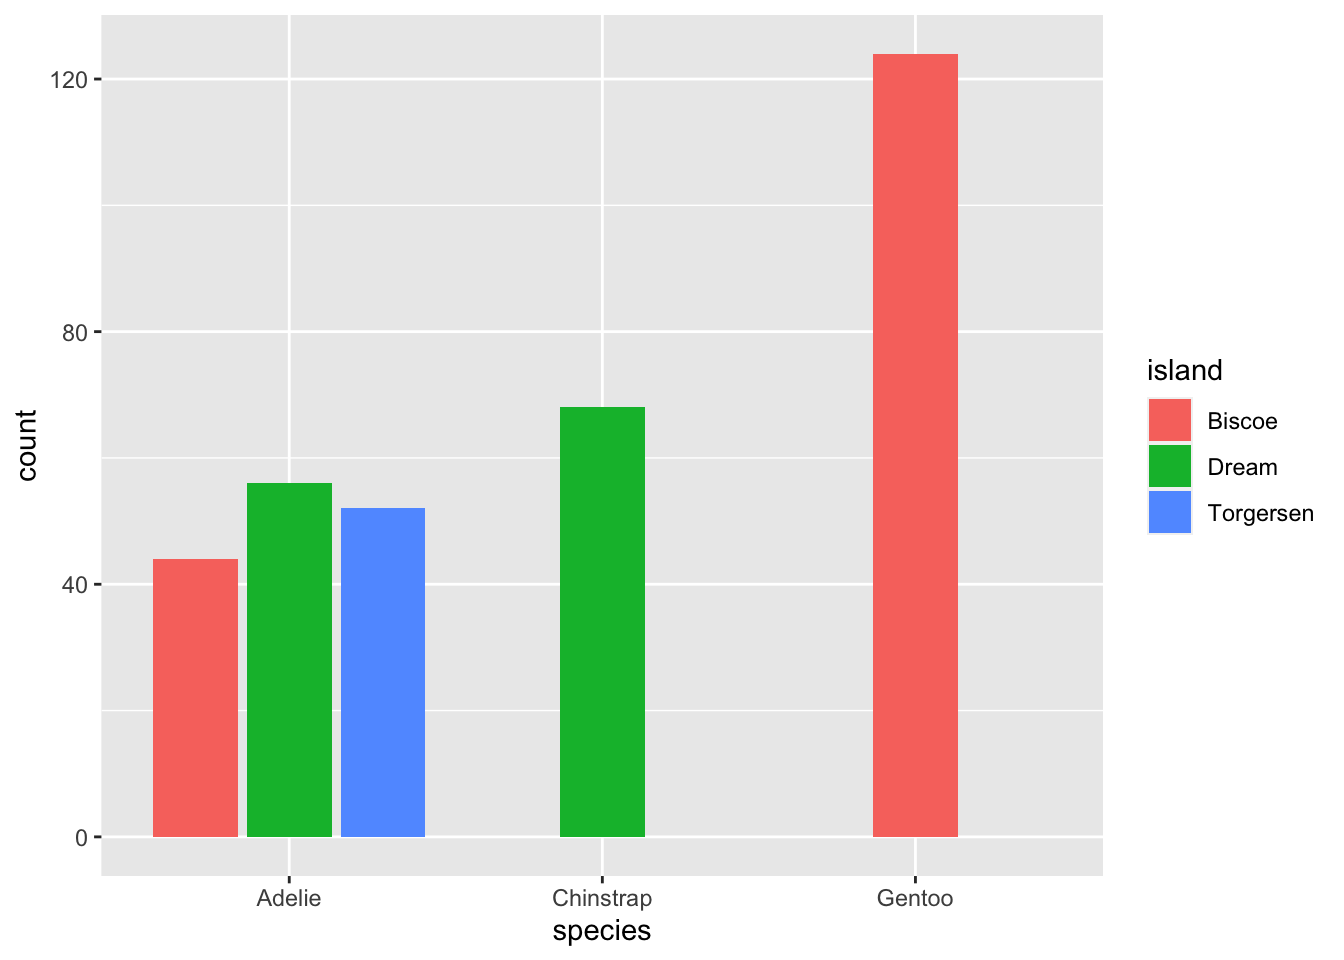 120
80
40
0
count
Adelie
Chinstrap
Gentoo
species
island
Biscoe
Dream
Torgersen